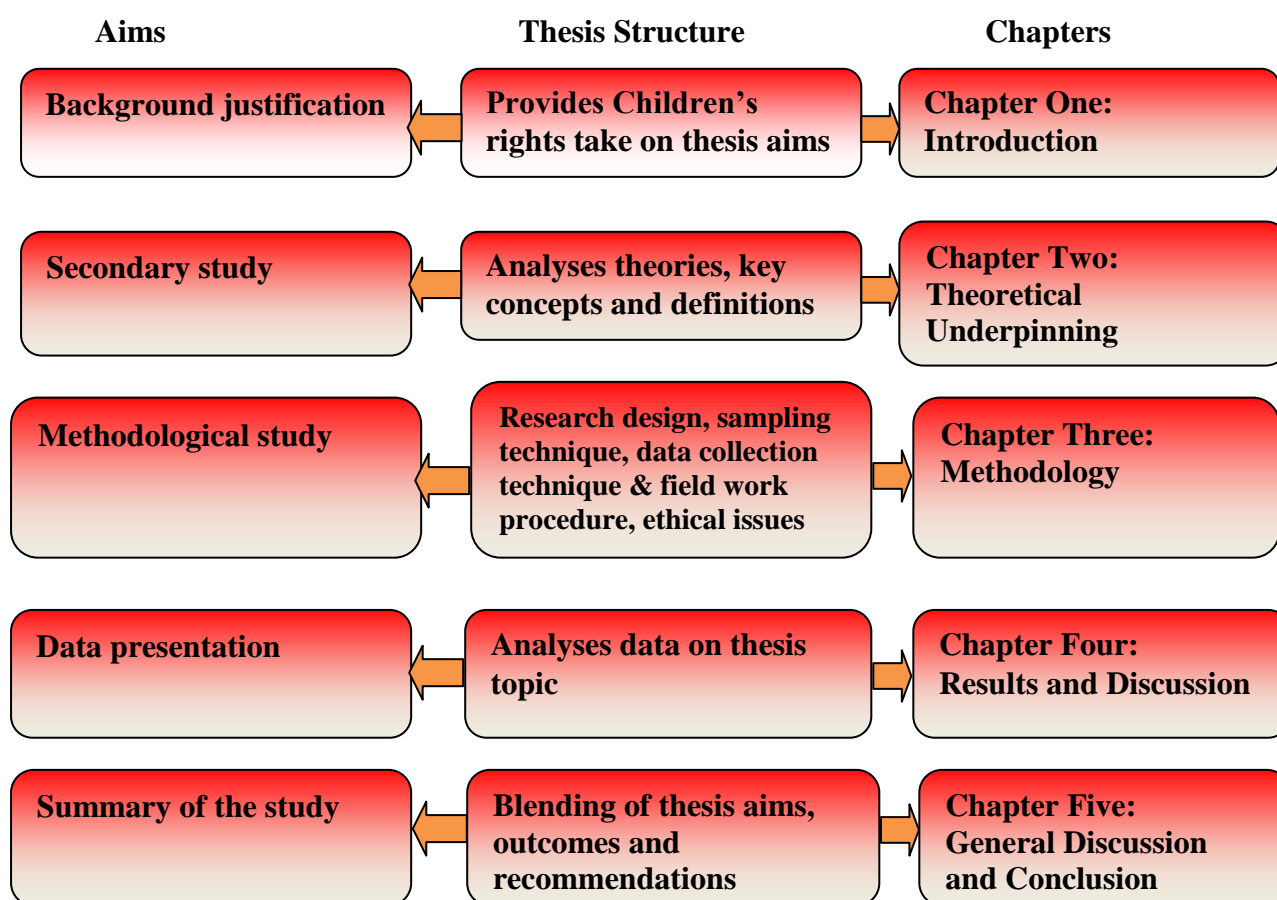 Aims
Thesis Structure
Chapters
Background justification
Provides Children’s
rights take on thesis aims
Chapter One:
Introduction
Secondary study
Analyses theories, key
concepts and definitions
Chapter Two:
Theoretical
Underpinning
Methodological study
Research design, sampling
technique, data collection
technique & field work
procedure, ethical issues
Chapter Three:
Methodology
Data presentation
Analyses data on thesis
topic
Chapter Four:
Results and Discussion
Summary of the study
Blending of thesis aims,
outcomes and
recommendations
Chapter Five:
General Discussion
and Conclusion